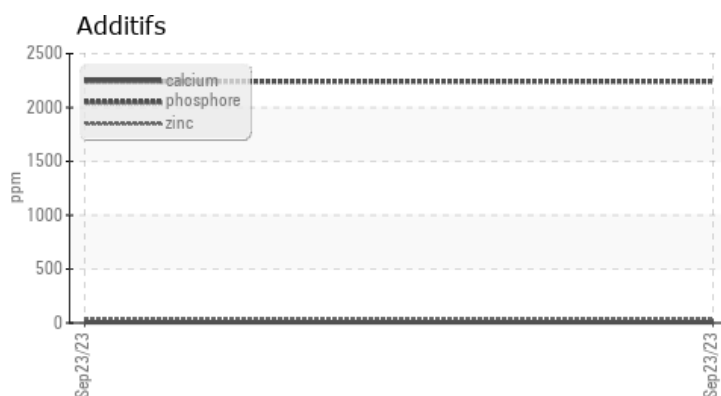 Additifs
2500
2000
1500
1000
500
0
ppm
calcium
phosphore
zinc
Sep23/23
Sep23/23